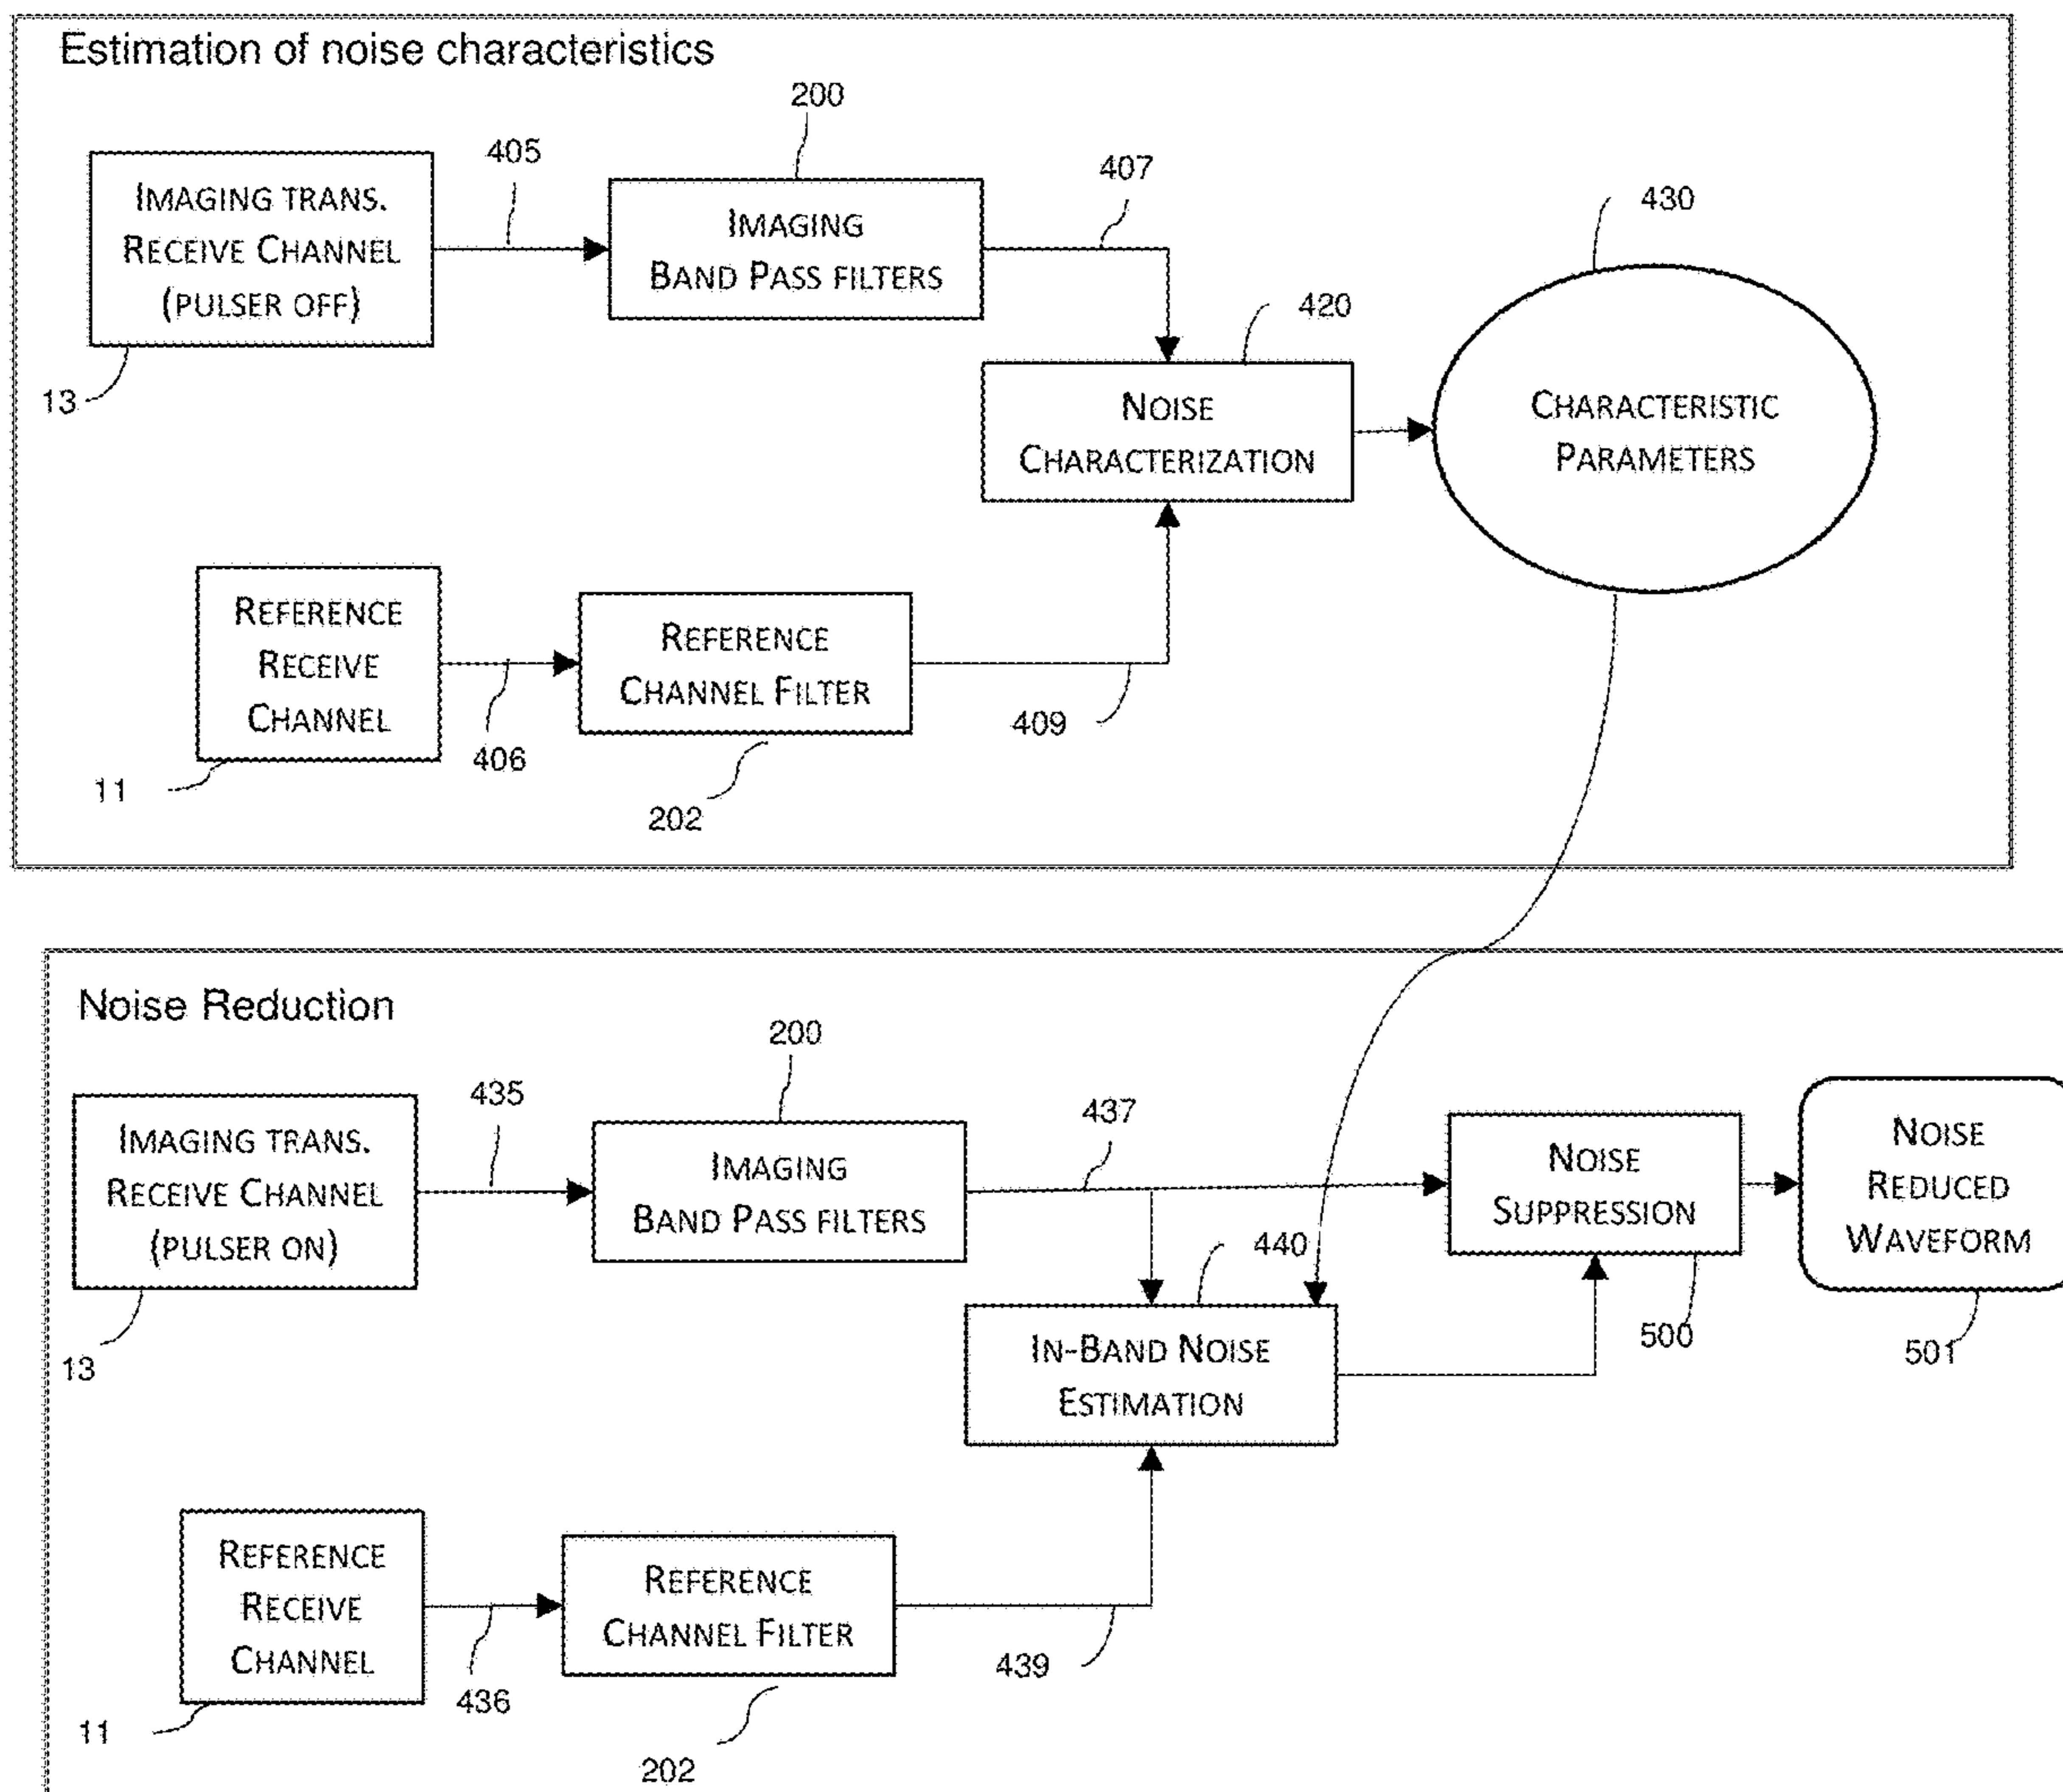 Estimation of noise characteristics
200
405
407
IMAGING TRANS.
RECEIVE CHANNEL
(PULSER OFF)
IMAGING
BAND PASS FILTERS
430
420
13
NOISE
CHARACTERIZATION
CHARACTERISTIC
PARAMETERS
REFERENCE
RECEIVE
CHANNEL
REFERENCE
CHANNEL FILTER
406
409
11
202
Noise Reduction
200
435
437
IMAGING TRANS.
RECEIVE CHANNEL
(PULSER ON)
IMAGING
BAND PASS FILTERS
NOISE
SUPPRESSION
NOISE
REDUCED
WAVEFORM
440
13
500
501
IN-BAND NOISE
ESTIMATION
REFERENCE
RECEIVE
CHANNEL
REFERENCE
CHANNEL FILTER
436
439
11
202